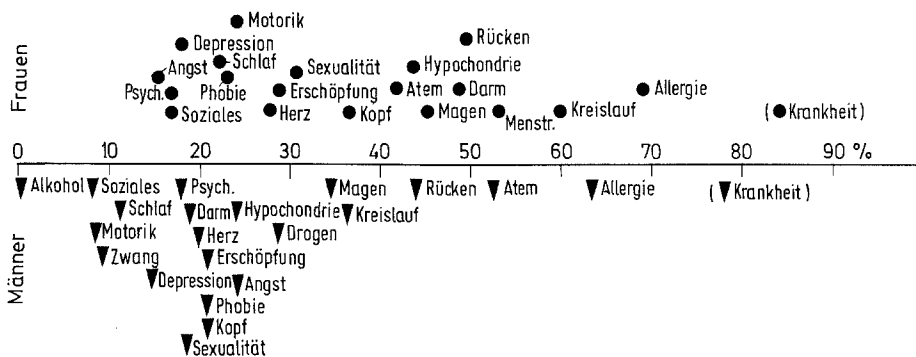 Frauen
Motorik
Depression
Rücken
Angst
Schlaf
Sexualität
Hypochondrie
Psych.
Phobie
Erschöpfung
Atem
Darm
Allergie
Soziales
Herz
Kopf
Magen
Menstr.
Kreislauf
(Krankheit)
0 10 20 30 40 50 60 70 80 90 %
Männer
Alkohol
Soziales
Psych.
Magen
Rücken
Atem
Allergie
(Krankheit)
Schlaf
Darm
Hypochondrie
Kreislauf
Motorik
Herz
Drogen
Zwang
Erschöpfung
Depression
Angst
Phobie
Kopf
Sexualität